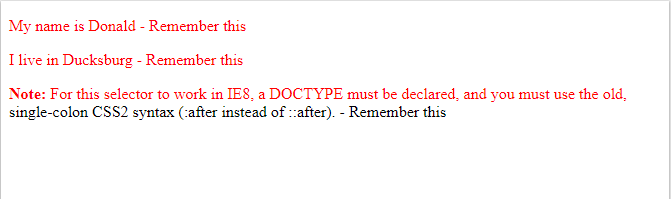 My name is Donald - Remember this
I live in Ducksburg - Remember this
Note: For this selector to work in IE8, a DOCTYPE must be declared, and you must use the old,
single-colon CSS2 syntax (:after instead of ::after). - Remember this